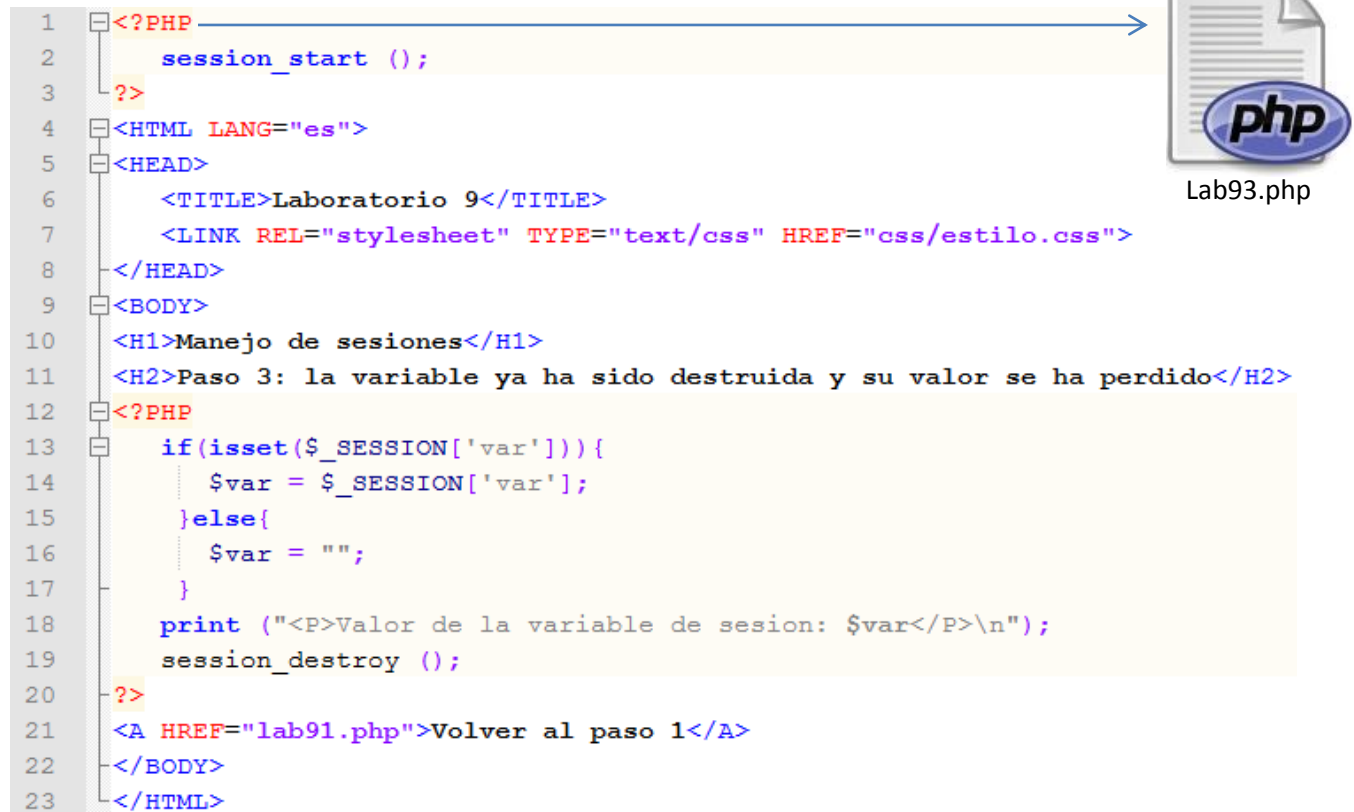 1 <?PHP
2 session_start ();
3 ?>
4 <HTML LANG="es">
5 <HEAD>
6 <TITLE>Laboratorio 9</TITLE>
7 <LINK REL="stylesheet" TYPE="text/css" HREF="css/estilo.css">
8 </HEAD>
9 <BODY>
10 <H1>Manejo de sesiones</H1>
11 <H2>Paso 3: la variable ya ha sido destruida y su valor se ha perdido</H2>
12 <?PHP
13 if(isset($_SESSION['var'])){
14 $var = $_SESSION['var'];
15 }else{
16 $var = "";
17 }
18 print ("<P>Valor de la variable de sesion: $var</P>\n");
19 session_destroy ();
20 ?>
21 <A HREF="lab91.php">Volver al paso 1</A>
22 </BODY>
23 </HTML>
php
Lab93.php